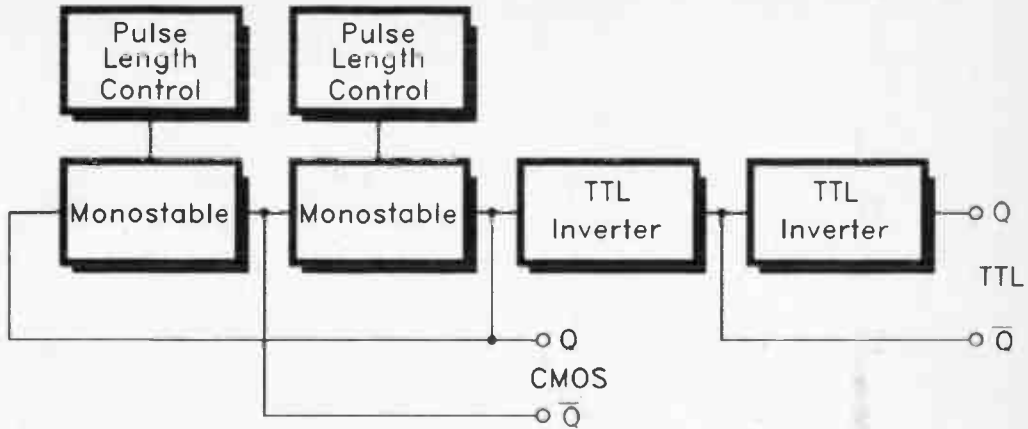 Pulse
Length
Control
Pulse
Length
Control
Monostable
Monostable
TTL
Inverter
TTL
Inverter
Q
TTL
Q̅
Q
CMOS
Q̅